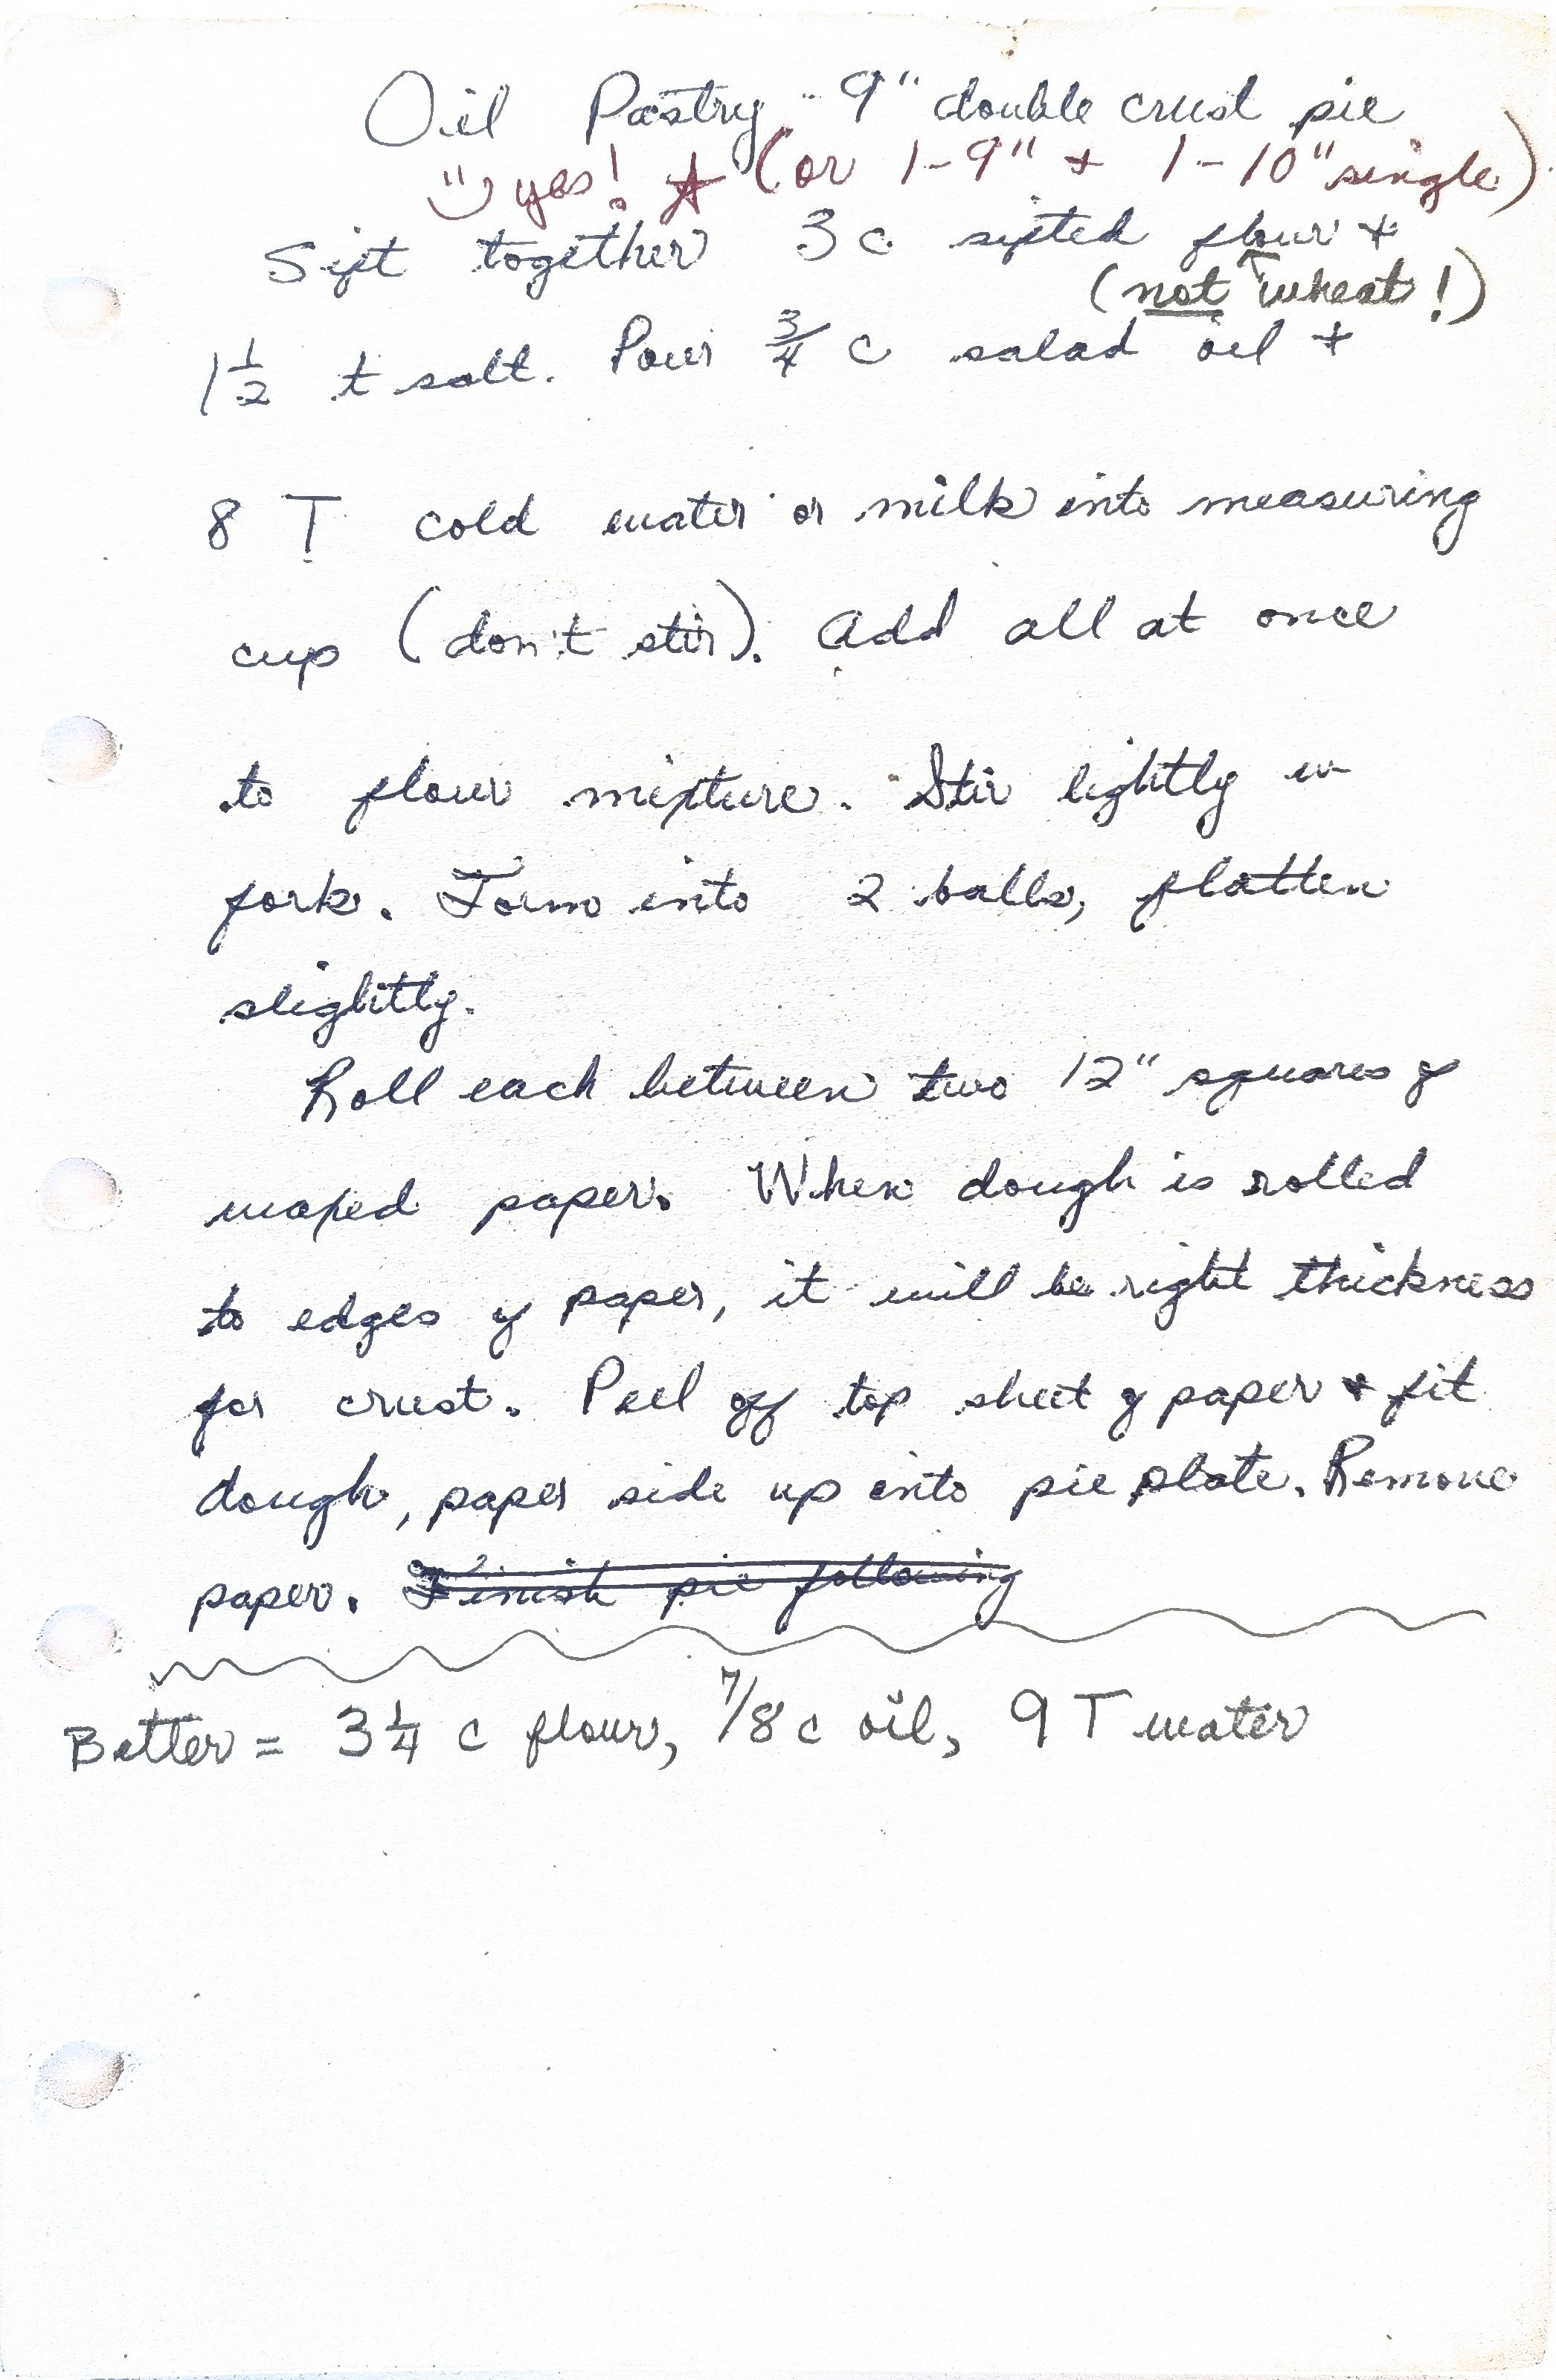 Oil Pastry - 9" double crust pie
yes! (or 1-9" + 1-10" single)
Sift together 3 c sifted flour +
(not wheat!)
1 1/2 t salt. Pour 3/4 c salad oil +
8 T cold water or milk into measuring
cup (don't stir). Add all at once
to flour mixture. Stir lightly w
fork. Form into 2 balls, flatten
slightly.
Roll each between two 12" squares of
waxed paper. When dough is rolled
to edges of paper, it will be right thickness
for crust. Peel off top sheet of paper + fit
dough, paper side up into pie plate. Remove
paper. Finish pie following
Better = 3 1/4 c flour, 7/8 c oil, 9 T water